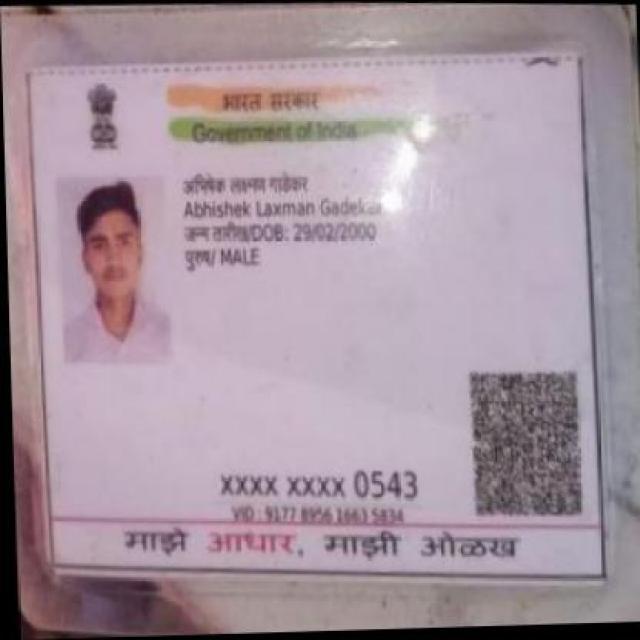 भारत सरकार
Government of India
अभिषेक लक्ष्मण गाडेकर
Abhishek Laxman Gadekar
जन्म तारीख/DOB: 29/02/2000
पुरुष/ MALE
XXXX XXXX 0543
VID : 9177 8956 1663 5834
माझे आधार, माझी ओळख